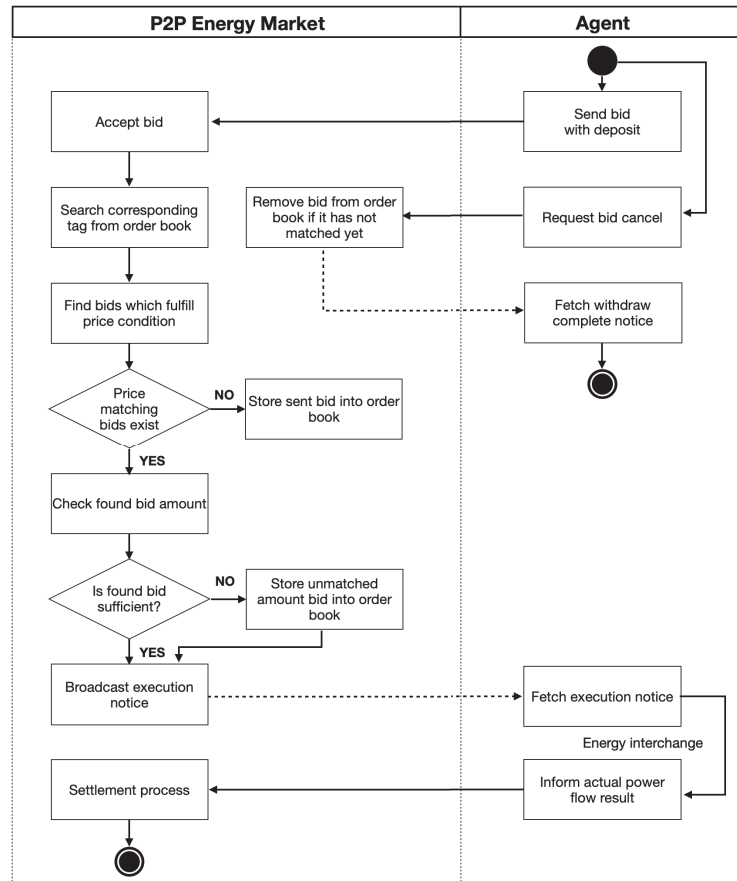 P2P Energy Market
Agent
Accept bid
Send bid
with deposit
Search corresponding
tag from order book
Remove bid from order
book if it has not
matched yet
Request bid cancel
Find bids which fulfill
price condition
Fetch withdraw
complete notice
Price
matching
bids exist
NO
Store sent bid into order
book
YES
Check found bid amount
Is found bid
sufficient?
NO
Store unmatched
amount bid into order
book
YES
Broadcast execution
notice
Fetch execution notice
Energy interchange
Settlement process
Inform actual power
flow result